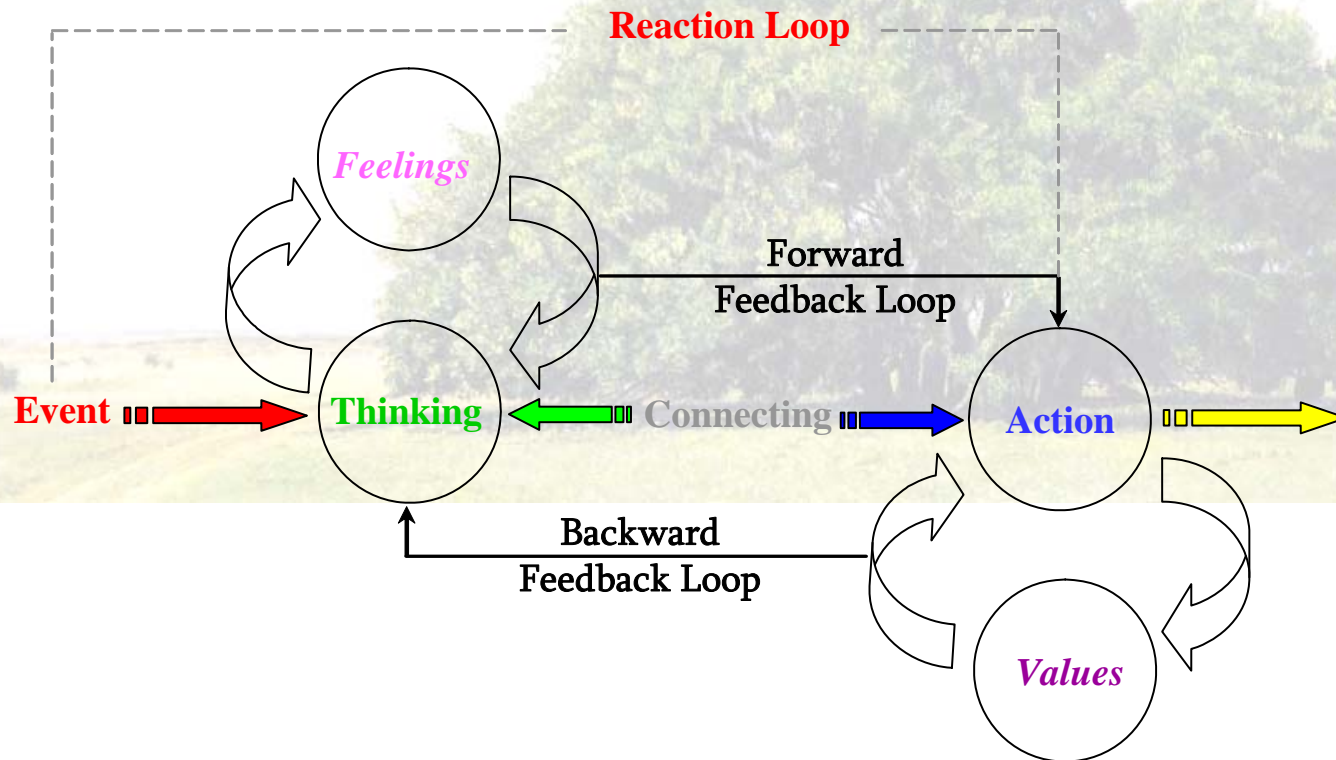 Reaction Loop
Feelings
Forward
Feedback Loop
Event
Thinking
Connecting
Action
Backward
Feedback Loop
Values